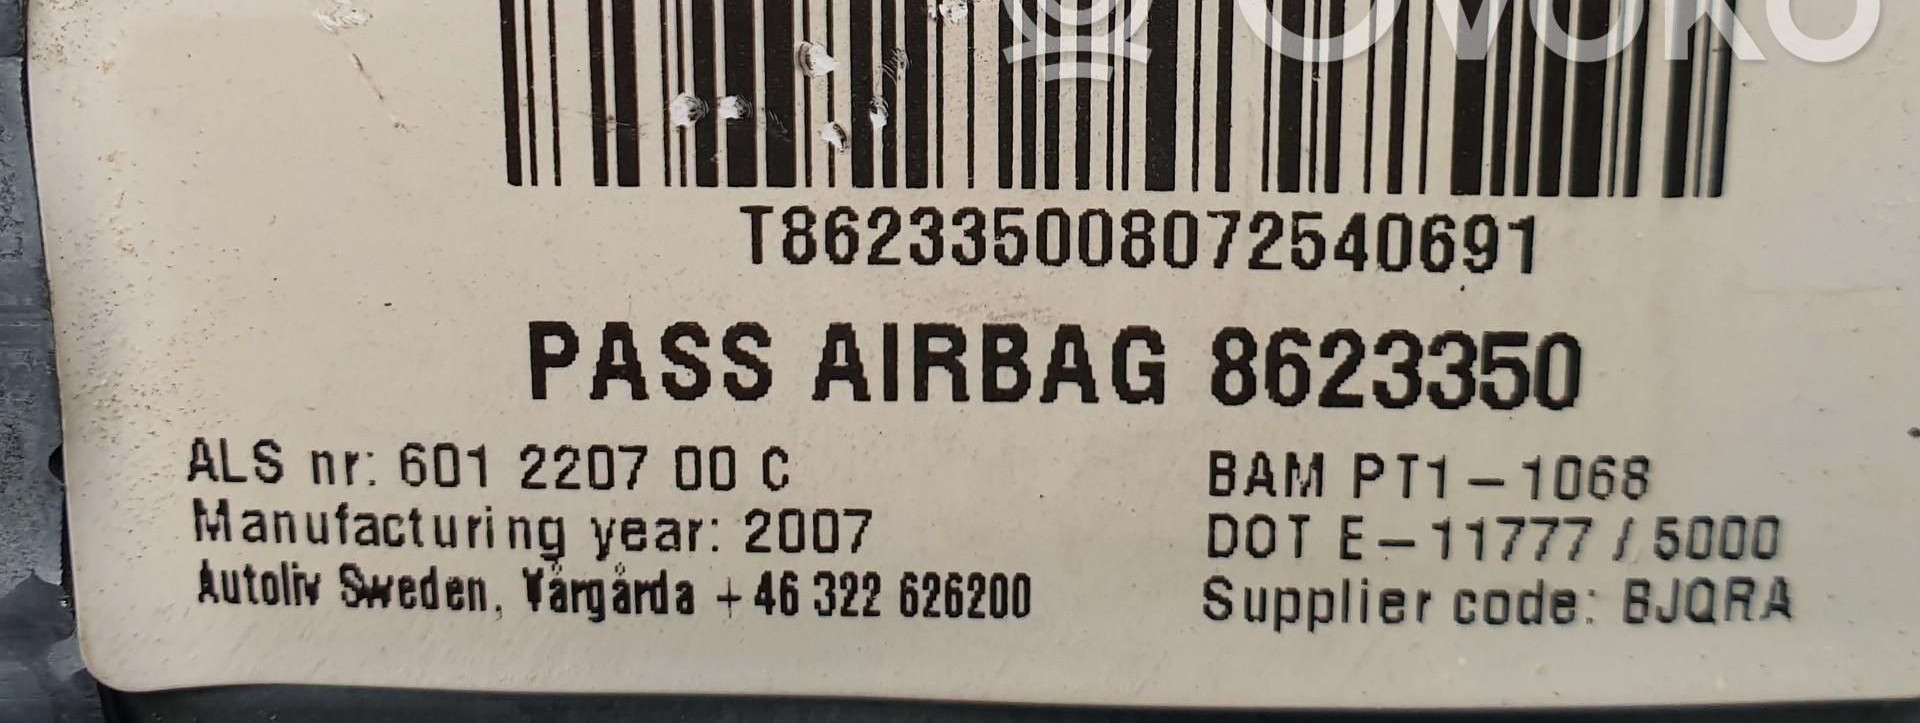 OVOKO
T862335008072540691
PASS AIRBAG 8623350
ALS nr: 601 2207 00 C
BAM PT1-1068
Manufacturing year: 2007
DOT E-11777 / 5000
Autoliv Sweden, Vårgårda +46 322 626200
Supplier code: BJQRA